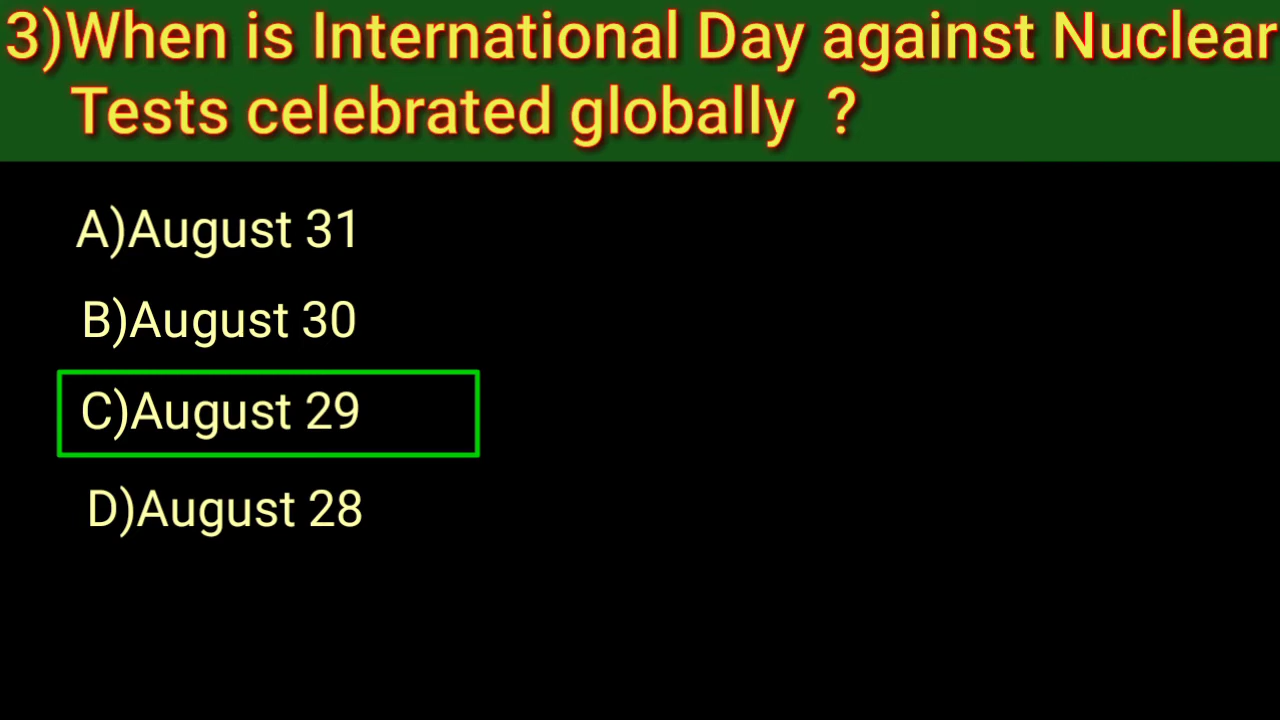 3)When is International Day against Nuclear
Tests celebrated globally ?
A)August 31
B)August 30
C)August 29
D)August 28